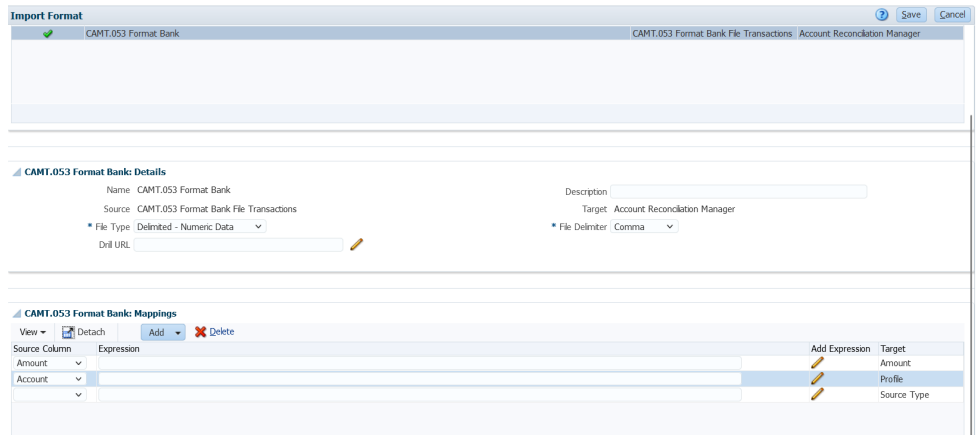 Import Format
? Save Cancel
CAMT.053 Format Bank CAMT.053 Format Bank File Transactions Account Reconciliation Manager
CAMT.053 Format Bank: Details
Name CAMT.053 Format Bank Description
Source CAMT.053 Format Bank File Transactions Target Account Reconciliation Manager
* File Type Delimited - Numeric Data * File Delimiter Comma
Dril URL
CAMT.053 Format Bank: Mappings
View Detach Add Delete
Source Column Expression Add Expression Target
Amount Amount
Account Profile
Source Type